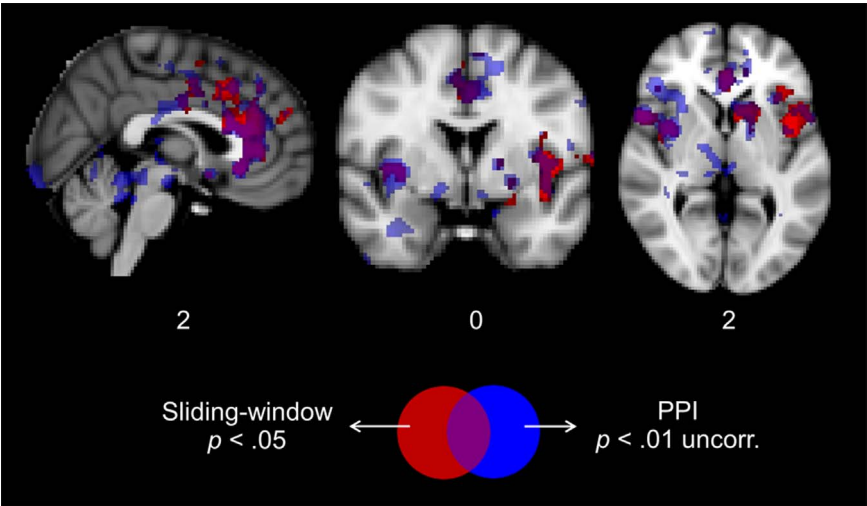 2
0
2
Sliding-window
p < .05
PPI
p < .01 uncorr.